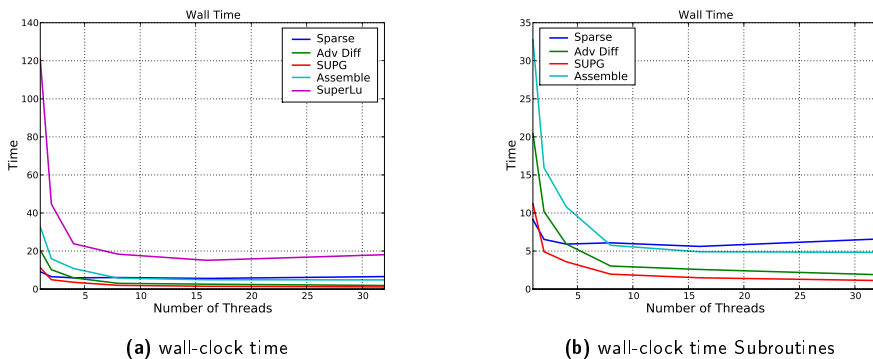 Wall Time
140
120
100
80
60
40
20
0
Time
5
10
15
20
25
30
Number of Threads
Sparse
Adv Diff
SUPG
Assemble
SuperLu
(a) wall-clock time
Wall Time
35
30
25
20
15
10
5
0
Time
5
10
15
20
25
30
Number of Threads
Sparse
Adv Diff
SUPG
Assemble
(b) wall-clock time Subroutines